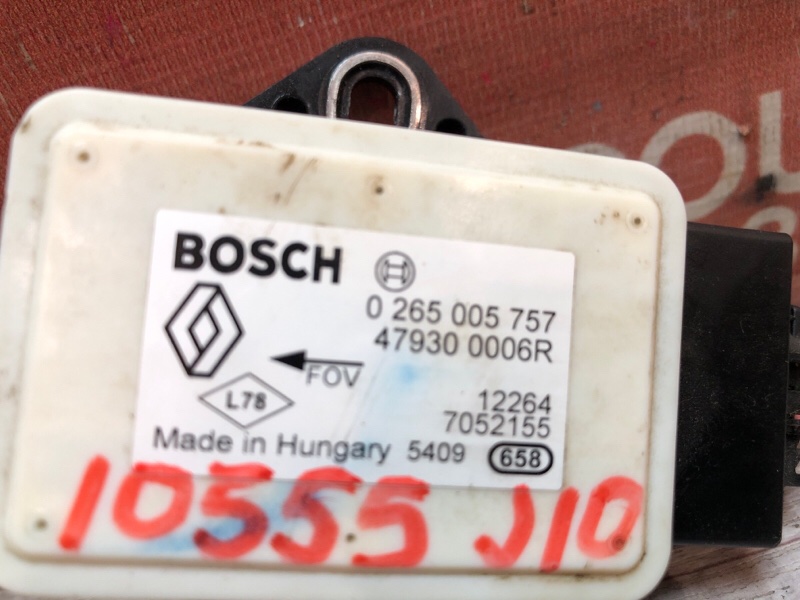 BOSCH
0 265 005 757
47930 0006R
FOV
L78
12264
7052155
Made in Hungary 5409 658
10555 J10